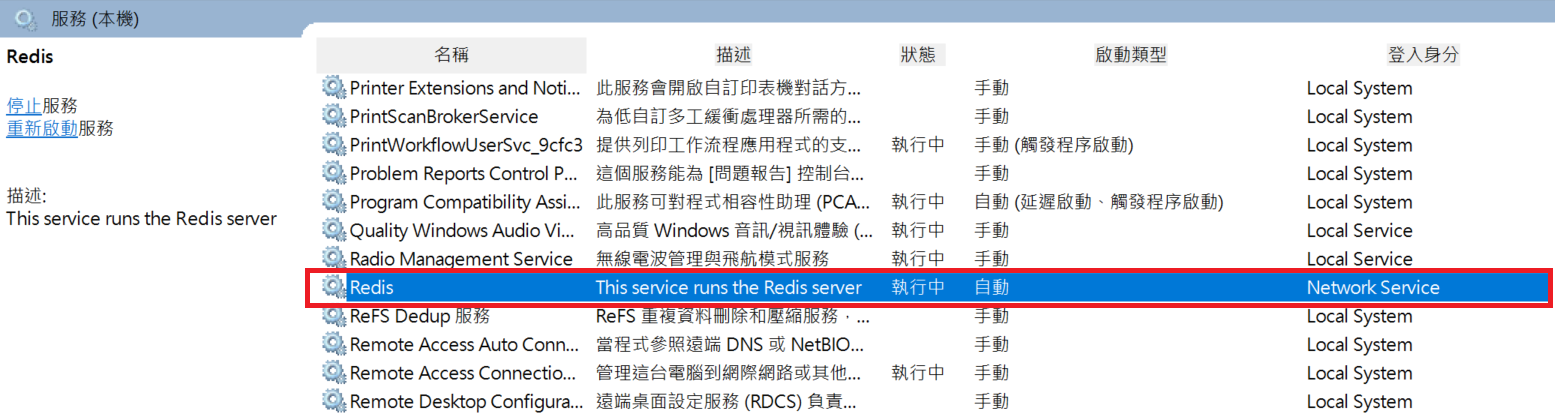 服務 (本機)
Redis
停止服務
重新啟動服務
描述:
This service runs the Redis server
名稱 描述 狀態 啟動類型 登入身分
Printer Extensions and Noti... 此服務會開啟自訂印表機對話方... 手動 Local System
PrintScanBrokerService 為低自訂多工緩衝處理器所需的... 手動 Local System
PrintWorkflowUserSvc_9cfc3 提供列印工作流程應用程式的支... 執行中 手動 (觸發程序啟動) Local System
Problem Reports Control P... 這個服務能為 [問題報告] 控制台... 手動 Local System
Program Compatibility Assi... 此服務可對程式相容性助理 (PCA... 執行中 自動 (延遲啟動、觸發程序啟動) Local System
Quality Windows Audio Vi... 高品質 Windows 音訊/視訊體驗 (... 執行中 手動 Local Service
Radio Management Service 無線電波管理與飛航模式服務 執行中 手動 Local Service
Redis This service runs the Redis server 執行中 自動 Network Service
ReFS Dedup 服務 ReFS 重複資料刪除和壓縮服務，... 手動 Local System
Remote Access Auto Conn... 當程式參照遠端 DNS 或 NetBIO... 手動 Local System
Remote Access Connectio... 管理這台電腦到網際網路或其他... 執行中 手動 Local System
Remote Desktop Configura... 遠端桌面設定服務 (RDCS) 負責... 手動 Local System